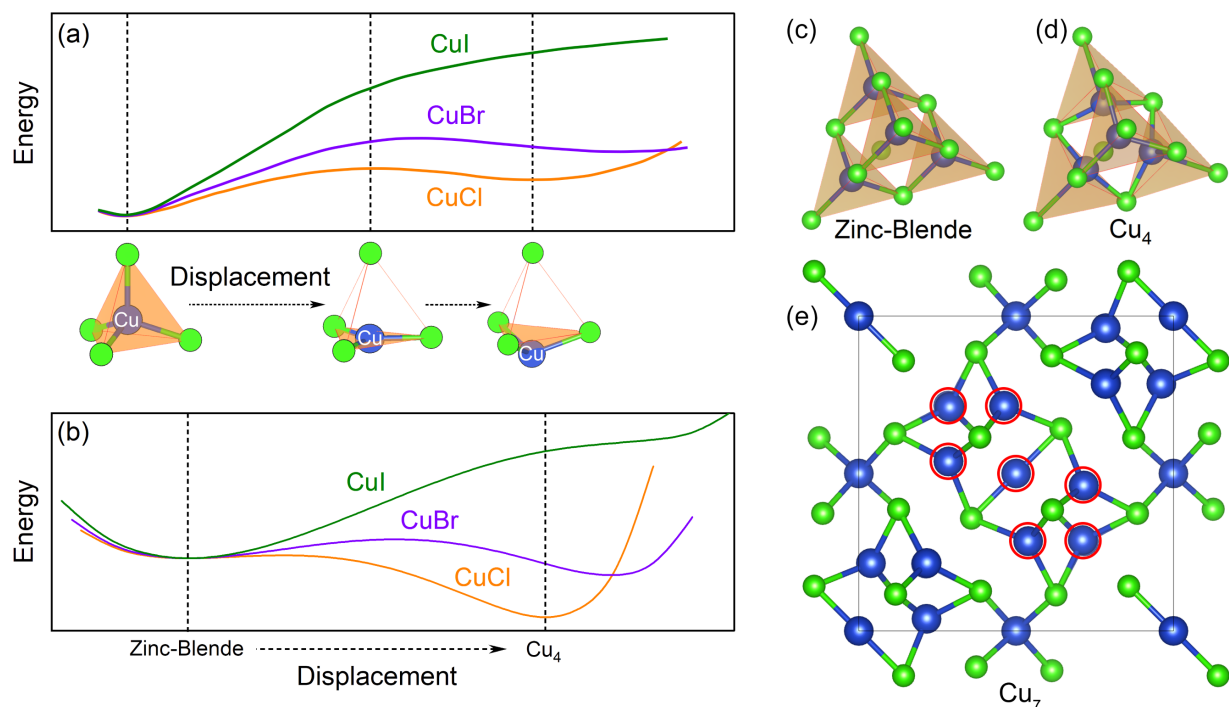 (a)
CuI
CuBr
CuCl
Energy
Displacement
Cu
Cu
Cu
(b)
CuI
CuBr
CuCl
Energy
Zinc-Blende
Cu₄
Displacement
(c)
Zinc-Blende
(d)
Cu₄
(e)
Cu₇